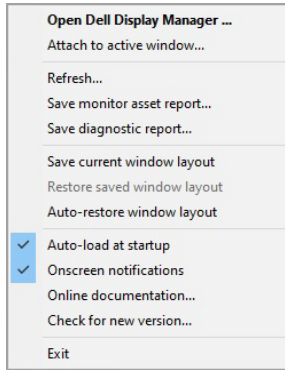 Open Dell Display Manager ...
Attach to active window...
Refresh...
Save monitor asset report...
Save diagnostic report...
Save current window layout
Restore saved window layout
Auto-restore window layout
Auto-load at startup
Onscreen notifications
Online documentation...
Check for new version...
Exit